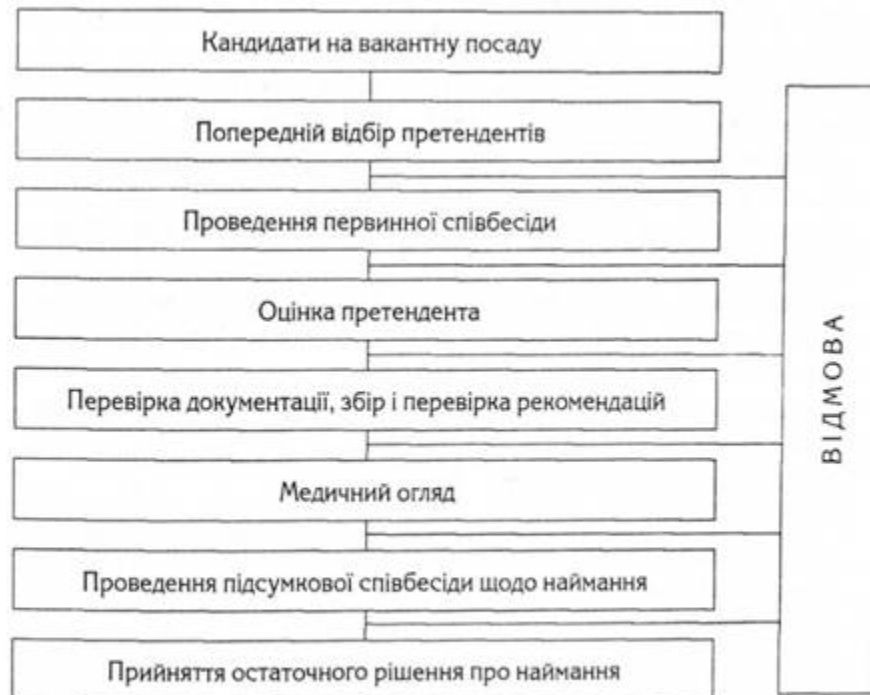 Кандидати на вакантну посаду
Попередній відбір претендентів
Проведення первинної співбесіди
Оцінка претендента
Перевірка документації, збір і перевірка рекомендацій
Медичний огляд
Проведення підсумкової співбесіди щодо наймання
Прийняття остаточного рішення про наймання
ВІДМОВА